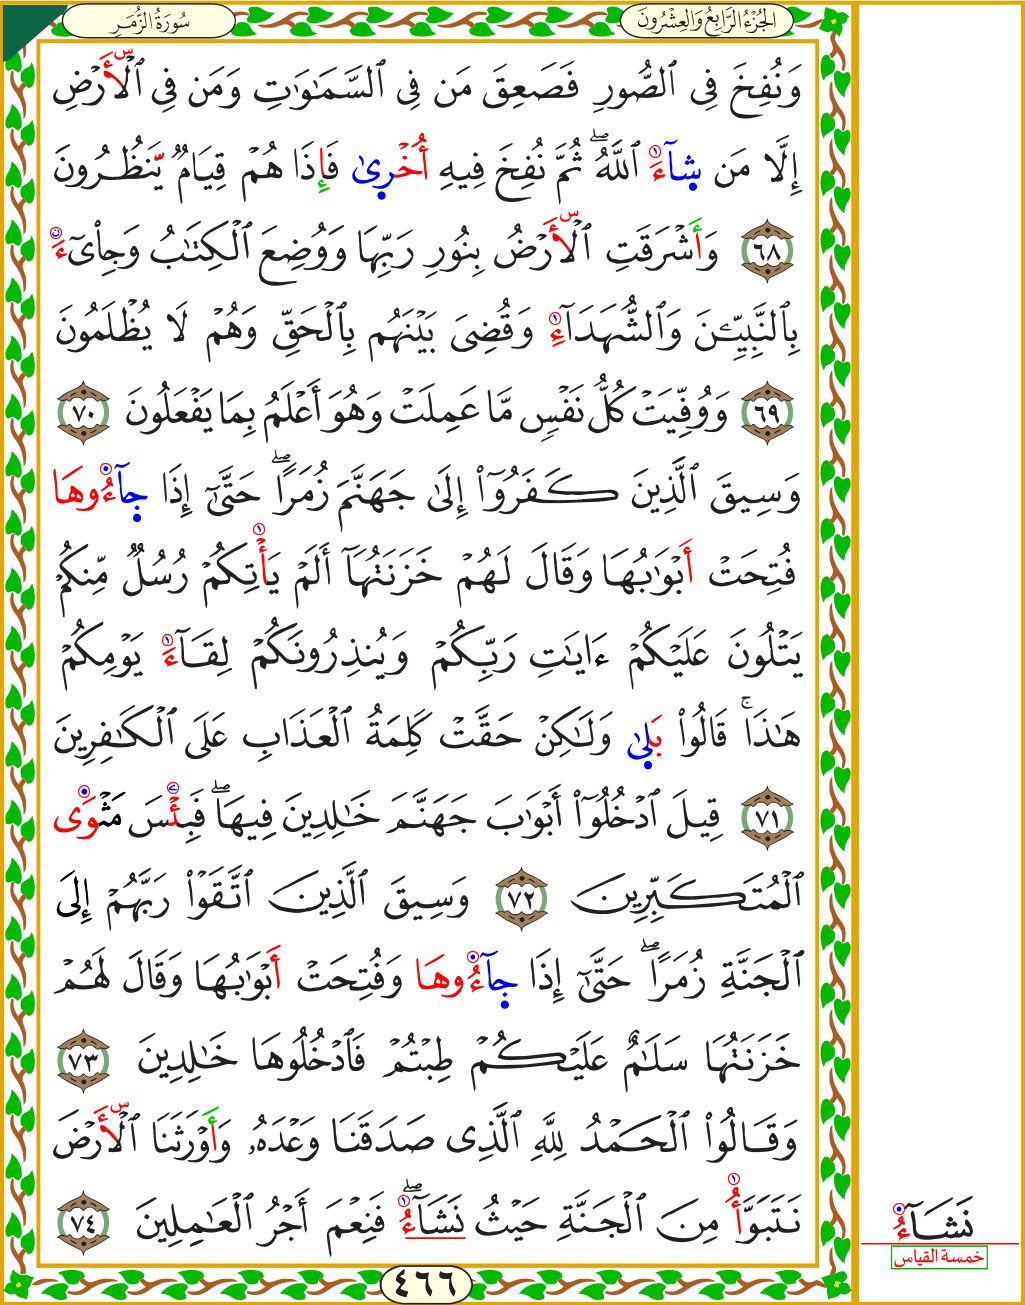 الجُزْءُ الرَّابِعُ وَالعِشْرُونَ
سُورَةُ الزُّمَرِ
وَنُفِخَ فِي ٱلصُّورِ فَصَعِقَ مَن فِي ٱلسَّمَٰوَٰتِ وَمَن فِي ٱلْأَرْضِ
إِلَّا مَن شَآءَ ٱللَّهُۖ ثُمَّ نُفِخَ فِيهِ أُخْرَىٰ فَإِذَا هُمْ قِيَامٌ يَنظُرُونَ
٦٨ وَأَشْرَقَتِ ٱلْأَرْضُ بِنُورِ رَبِّهَا وَوُضِعَ ٱلْكِتَٰبُ وَجِا۟يٓءَ
بِٱلنَّبِيِّـۧنَ وَٱلشُّهَدَآءِ وَقُضِيَ بَيْنَهُم بِٱلْحَقِّ وَهُمْ لَا يُظْلَمُونَ
٦٩ وَوُفِّيَتْ كُلُّ نَفْسٍ مَّا عَمِلَتْ وَهُوَ أَعْلَمُ بِمَا يَفْعَلُونَ ٧٠
وَسِيقَ ٱلَّذِينَ كَفَرُوٓا۟ إِلَىٰ جَهَنَّمَ زُمَرًاۖ حَتَّىٰٓ إِذَا جَآءُوهَا
فُتِحَتْ أَبْوَٰبُهَا وَقَالَ لَهُمْ خَزَنَتُهَآ أَلَمْ يَأْتِكُمْ رُسُلٌ مِّنكُمْ
يَتْلُونَ عَلَيْكُمْ ءَايَٰتِ رَبِّكُمْ وَيُنذِرُونَكُمْ لِقَآءَ يَوْمِكُمْ
هَٰذَاۚ قَالُوا۟ بَلَىٰ وَلَٰكِنْ حَقَّتْ كَلِمَةُ ٱلْعَذَابِ عَلَى ٱلْكَٰفِرِينَ
٧١ قِيلَ ٱدْخُلُوٓا۟ أَبْوَٰبَ جَهَنَّمَ خَٰلِدِينَ فِيهَاۖ فَبِئْسَ مَثْوَى
ٱلْمُتَكَبِّرِينَ ٧٢ وَسِيقَ ٱلَّذِينَ ٱتَّقَوْا۟ رَبَّهُمْ إِلَى
ٱلْجَنَّةِ زُمَرًاۖ حَتَّىٰٓ إِذَا جَآءُوهَا وَفُتِحَتْ أَبْوَٰبُهَا وَقَالَ لَهُمْ
خَزَنَتُهَا سَلَٰمٌ عَلَيْكُمْ طِبْتُمْ فَٱدْخُلُوهَا خَٰلِدِينَ ٧٣
وَقَالُوا۟ ٱلْحَمْدُ لِلَّهِ ٱلَّذِي صَدَقَنَا وَعْدَهُۥ وَأَوْرَثَنَا ٱلْأَرْضَ
نَتَبَوَّأُ مِنَ ٱلْجَنَّةِ حَيْثُ نَشَآءُۖ فَنِعْمَ أَجْرُ ٱلْعَٰمِلِينَ ٧٤
نَشَآءُ
خمسة القياس
٤٦٦